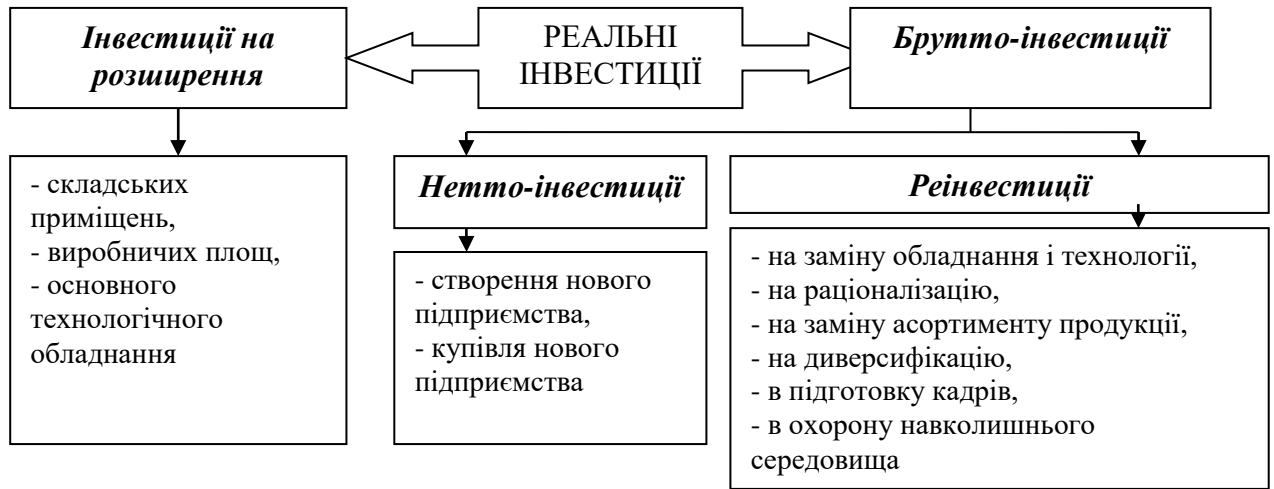 Інвестиції на
розширення
РЕАЛЬНІ
ІНВЕСТИЦІЇ
Брутто-інвестиції
- складських
приміщень,
- виробничих площ,
- основного
технологічного
обладнання
Нетто-інвестиції
- створення нового
підприємства,
- купівля нового
підприємства
Реінвестиції
- на заміну обладнання і технології,
- на раціоналізацію,
- на заміну асортименту продукції,
- на диверсифікацію,
- в підготовку кадрів,
- в охорону навколишнього
середовища